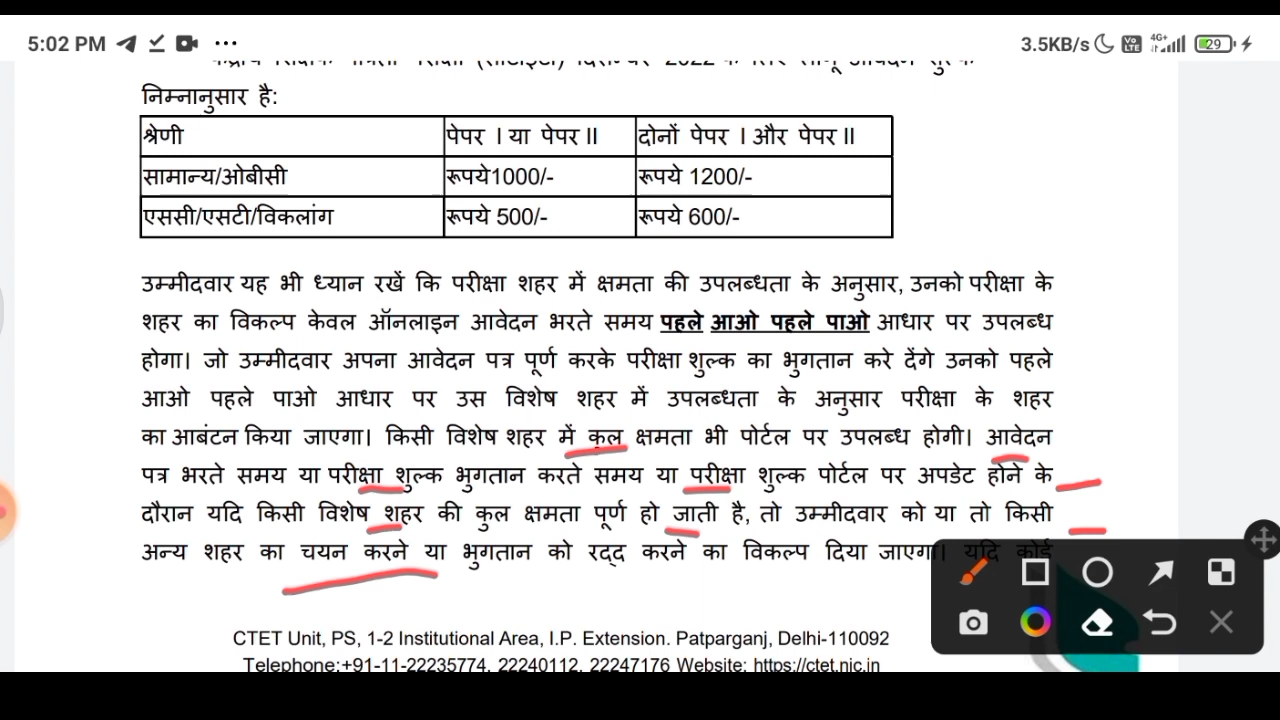 5:02 PM
3.5KB/s 4G+ 29
(सीटीईटी) दिसम्बर 2022 के लिए लागू आवेदन शुल्क
निम्नानुसार है:
श्रेणी पेपर I या पेपर II दोनों पेपर I और पेपर II
सामान्य/ओबीसी रूपये1000/- रूपये 1200/-
एससी/एसटी/विकलांग रूपये 500/- रूपये 600/-
उम्मीदवार यह भी ध्यान रखें कि परीक्षा शहर में क्षमता की उपलब्धता के अनुसार, उनको परीक्षा के
शहर का विकल्प केवल ऑनलाइन आवेदन भरते समय पहले आओ पहले पाओ आधार पर उपलब्ध
होगा। जो उम्मीदवार अपना आवेदन पत्र पूर्ण करके परीक्षा शुल्क का भुगतान करे देंगे उनको पहले
आओ पहले पाओ आधार पर उस विशेष शहर में उपलब्धता के अनुसार परीक्षा के शहर
का आबंटन किया जाएगा। किसी विशेष शहर में कुल क्षमता भी पोर्टल पर उपलब्ध होगी। आवेदन
पत्र भरते समय या परीक्षा शुल्क भुगतान करते समय या परीक्षा शुल्क पोर्टल पर अपडेट होने के
दौरान यदि किसी विशेष शहर की कुल क्षमता पूर्ण हो जाती है, तो उम्मीदवार को या तो किसी
अन्य शहर का चयन करने या भुगतान को रद्द करने का विकल्प दिया जाएगा। यदि कोई
CTET Unit, PS, 1-2 Institutional Area, I.P. Extension. Patparganj, Delhi-110092
Telephone:+91-11-22235774, 22240112, 22247176 Website: https://ctet.nic.in